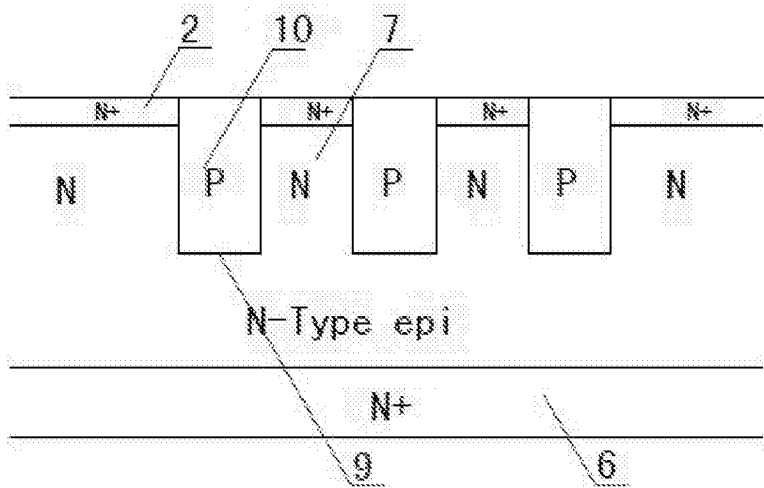 2 10 7
N+ N+ N+ N+
N P N P N P N
N-Type epi
N+
9 6